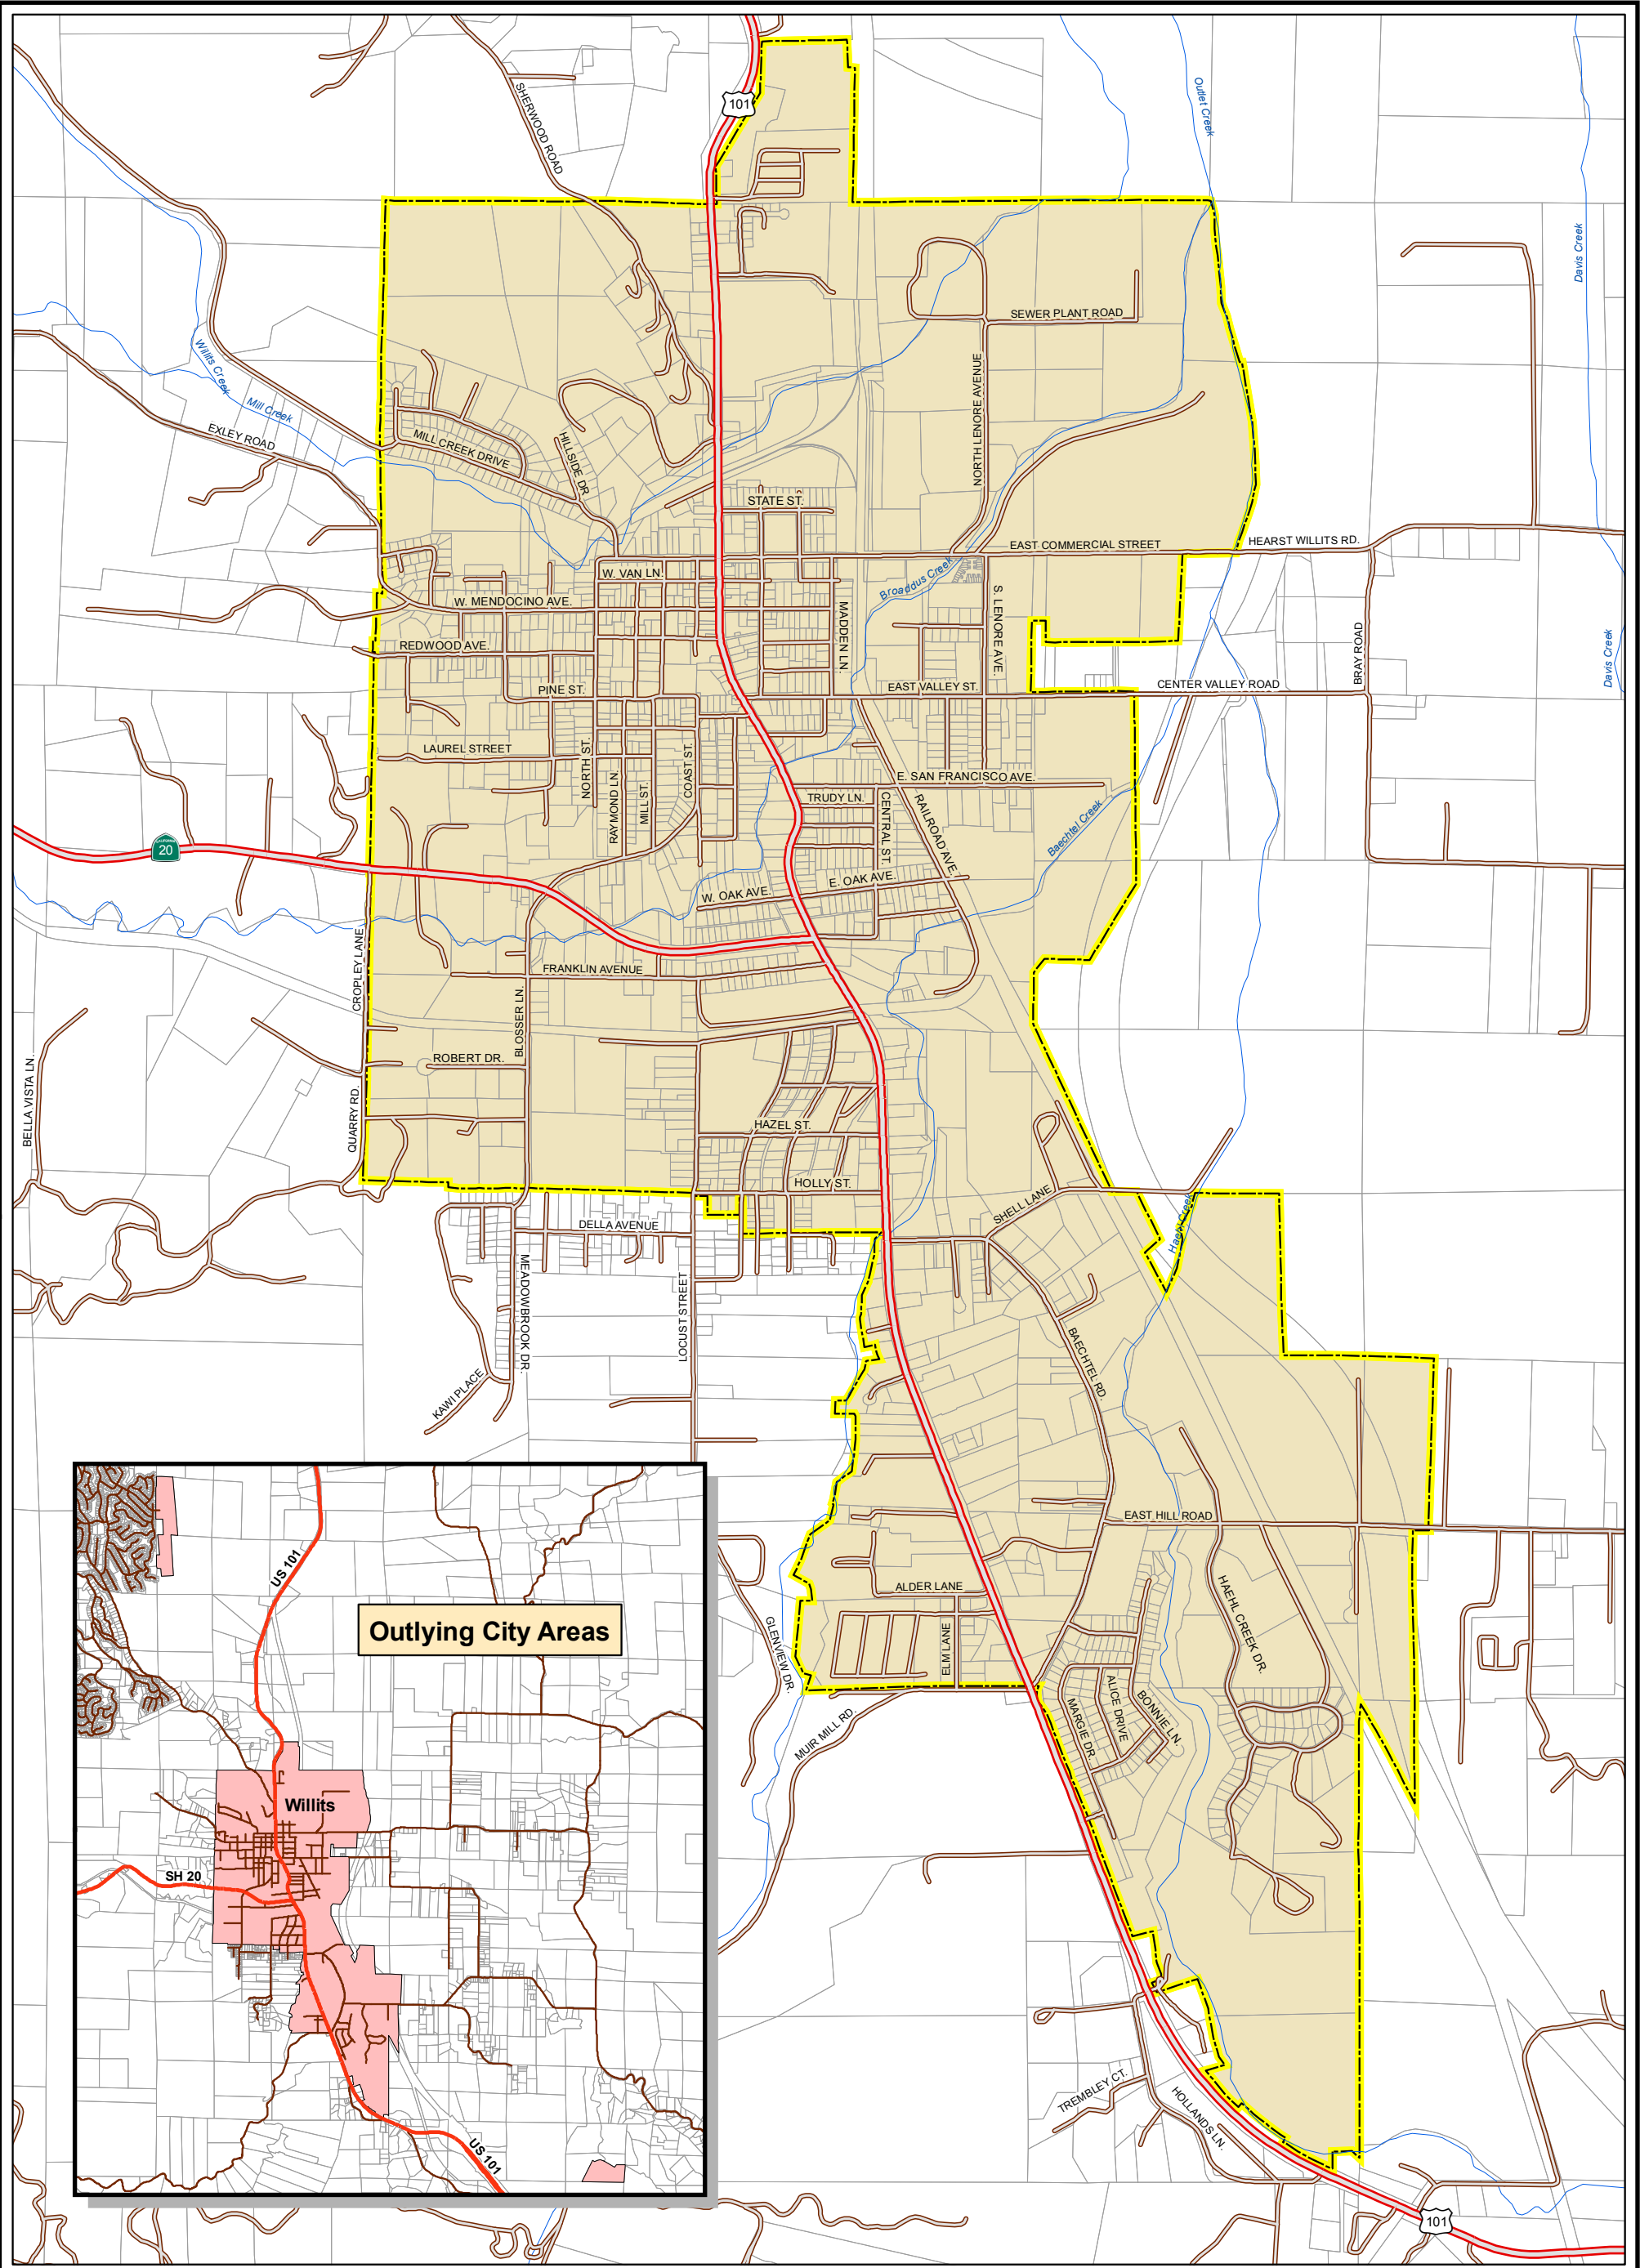 101
SHERWOOD ROAD
Outlet Creek
Davis Creek
SEWER PLANT ROAD
NORTH LENORE AVENUE
Willits Creek
Mill Creek
EXLEY ROAD
MILL CREEK DRIVE
HILLSIDE DR
STATE ST.
EAST COMMERCIAL STREET
HEARST WILLITS RD.
W. VAN LN.
Broaddus Creek
W. MENDOCINO AVE.
MADDEN LN.
S. LENORE AVE.
REDWOOD AVE.
BRAY ROAD
Davis Creek
PINE ST.
EAST VALLEY ST.
CENTER VALLEY ROAD
LAUREL STREET
NORTH ST.
RAYMOND LN.
MILL ST.
COAST ST.
E. SAN FRANCISCO AVE.
TRUDY LN.
CENTRAL ST.
RAILROAD AVE.
Baechtel Creek
CALIFORNIA
20
W. OAK AVE.
E. OAK AVE.
CROPLEY LANE
FRANKLIN AVENUE
BLOSSER LN.
ROBERT DR.
BELLA VISTA LN.
QUARRY RD.
HAZEL ST.
HOLLY ST.
SHELL LANE
Haehl Creek
DELLA AVENUE
MEADOWBROOK DR.
LOCUST STREET
BAECHTEL RD.
KAWI PLACE
EAST HILL ROAD
ALDER LANE
ELM LANE
GLENVIEW DR.
HAEHL CREEK DR.
MUIR MILL RD.
MARGIE DR.
ALICE DRIVE
BONNIE LN.
TREMBLEY CT.
HOLLANDS LN.
101
US 101
Outlying City Areas
Willits
SH 20
US 101